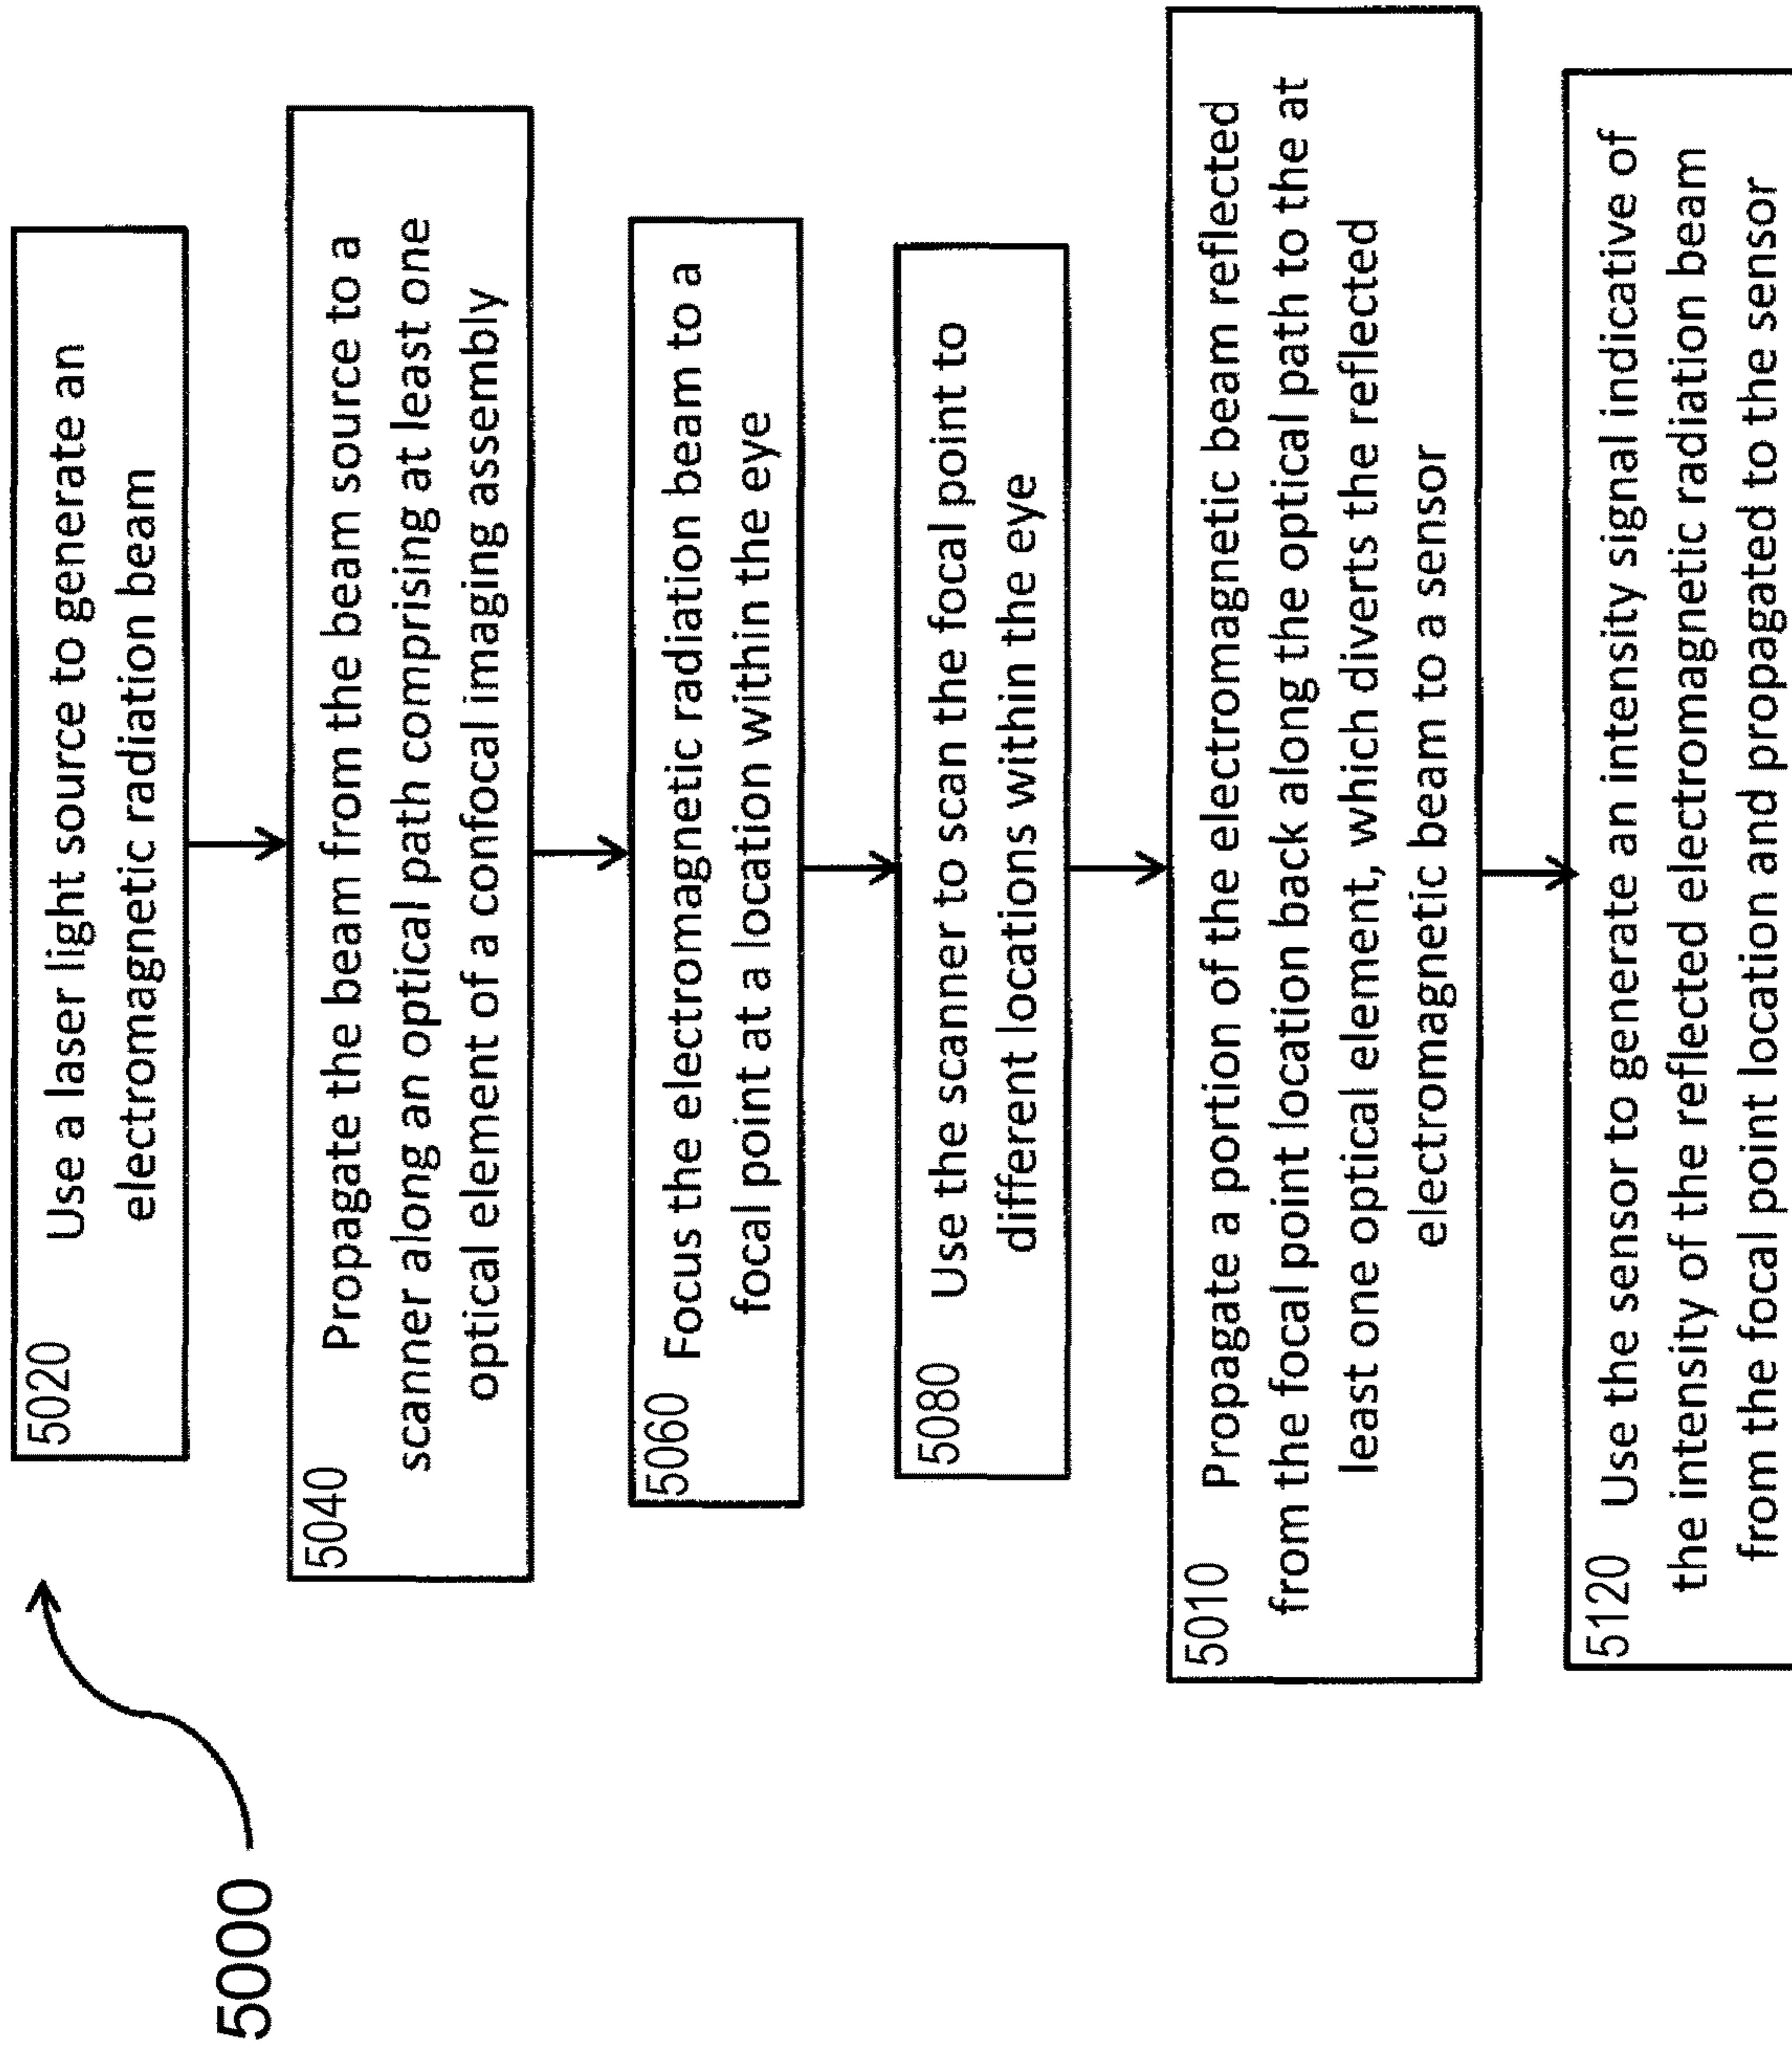 5000
5020 Use a laser light source to generate an
electromagnetic radiation beam
5040 Propagate the beam from the beam source to a
scanner along an optical path comprising at least one
optical element of a confocal imaging assembly
5060 Focus the electromagnetic radiation beam to a
focal point at a location within the eye
5080 Use the scanner to scan the focal point to
different locations within the eye
5010 Propagate a portion of the electromagnetic beam reflected
from the focal point location back along the optical path to the at
least one optical element, which diverts the reflected
electromagnetic beam to a sensor
5120 Use the sensor to generate an intensity signal indicative of
the intensity of the reflected electromagnetic radiation beam
from the focal point location and propagated to the sensor